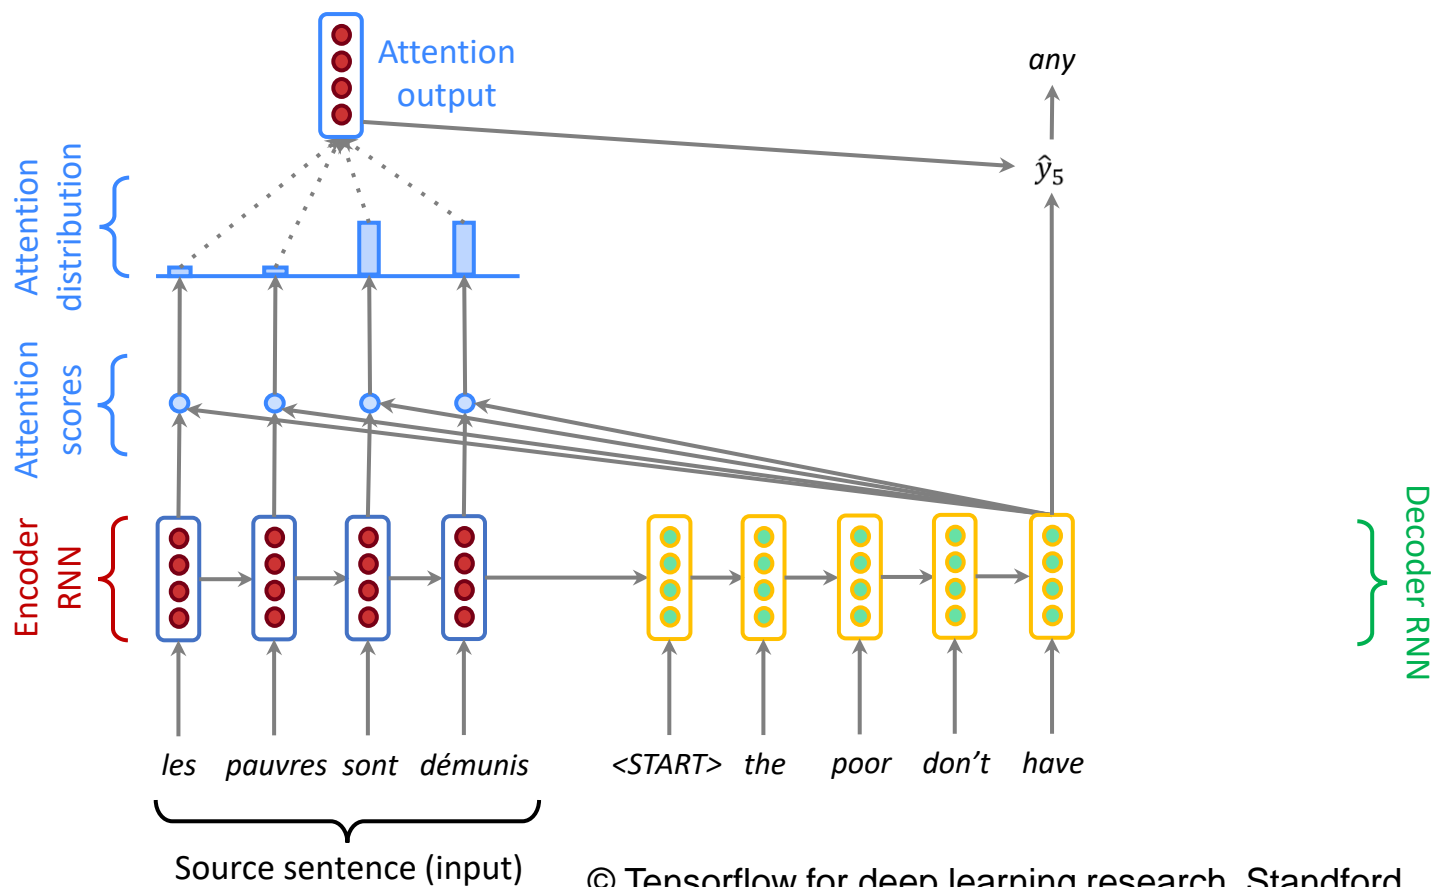 Attention
output
any
ŷ₅
Attention
distribution
Attention
scores
Encoder
RNN
Decoder RNN
les pauvres sont démunis <START> the poor don't have
Source sentence (input)
© Tensorflow for deep learning research. Standford